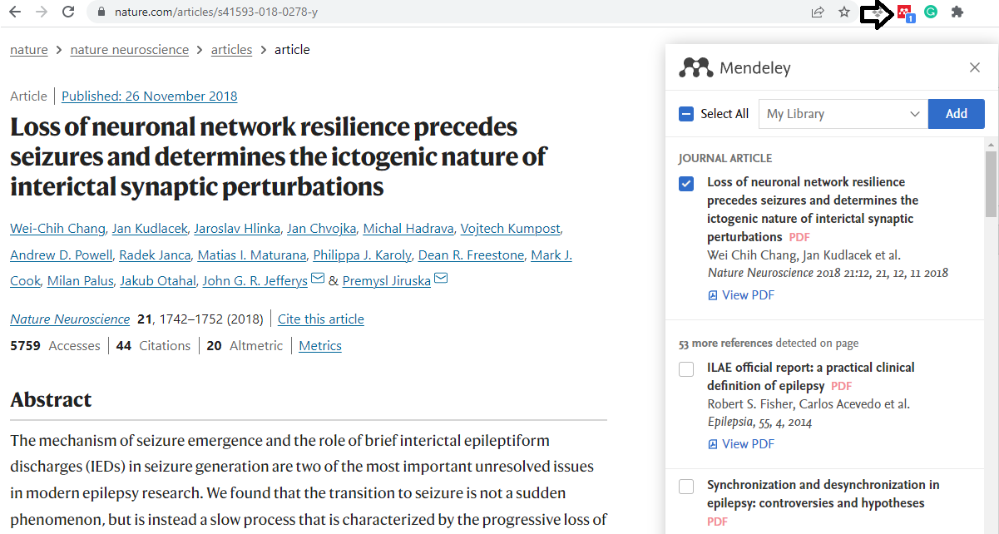 nature.com/articles/s41593-018-0278-y
1
G
nature > nature neuroscience > articles > article
Article | Published: 26 November 2018
Loss of neuronal network resilience precedes
seizures and determines the ictogenic nature of
interictal synaptic perturbations
Wei-Chih Chang, Jan Kudlacek, Jaroslav Hlinka, Jan Chvojka, Michal Hadrava, Vojtech Kumpost,
Andrew D. Powell, Radek Janca, Matias I. Maturana, Philippa J. Karoly, Dean R. Freestone, Mark J.
Cook, Milan Palus, Jakub Otahal, John G. R. Jefferys & Premysl Jiruska
Nature Neuroscience 21, 1742–1752 (2018) | Cite this article
5759 Accesses | 44 Citations | 20 Altmetric | Metrics
Abstract
The mechanism of seizure emergence and the role of brief interictal epileptiform
discharges (IEDs) in seizure generation are two of the most important unresolved issues
in modern epilepsy research. We found that the transition to seizure is not a sudden
phenomenon, but is instead a slow process that is characterized by the progressive loss of
Mendeley
Select All
My Library
Add
JOURNAL ARTICLE
Loss of neuronal network resilience
precedes seizures and determines the
ictogenic nature of interictal synaptic
perturbations PDF
Wei Chih Chang, Jan Kudlacek et al.
Nature Neuroscience 2018 21:12, 21, 12, 11 2018
View PDF
53 more references detected on page
ILAE official report: a practical clinical
definition of epilepsy PDF
Robert S. Fisher, Carlos Acevedo et al.
Epilepsia, 55, 4, 2014
View PDF
Synchronization and desynchronization in
epilepsy: controversies and hypotheses
PDF